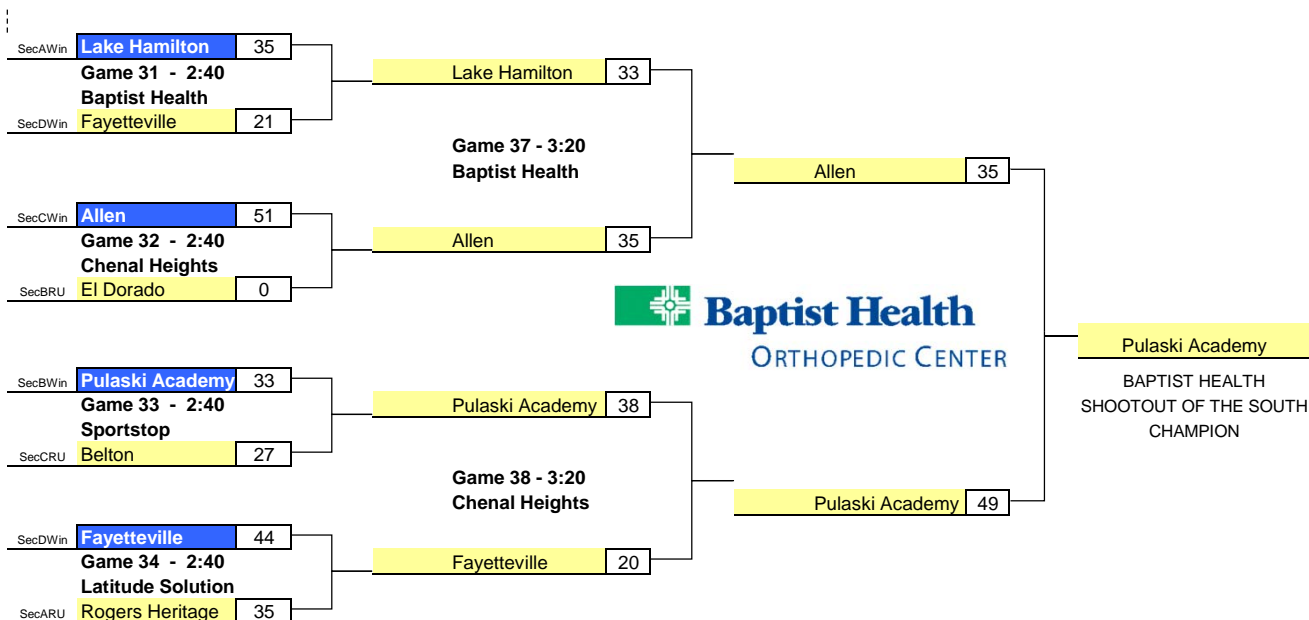 SecAWin Lake Hamilton 35
Game 31 - 2:40
Baptist Health
SecDWin Fayetteville 21
Lake Hamilton 33
Game 37 - 3:20
Baptist Health
SecCWin Allen 51
Game 32 - 2:40
Chenal Heights
SecBRU El Dorado 0
Allen 35
Allen 35
Baptist Health
ORTHOPEDIC CENTER
SecBWin Pulaski Academy 33
Game 33 - 2:40
Sportstop
SecCRU Belton 27
Pulaski Academy 38
Game 38 - 3:20
Chenal Heights
SecDWin Fayetteville 44
Game 34 - 2:40
Latitude Solution
SecARU Rogers Heritage 35
Fayetteville 20
Pulaski Academy 49
Pulaski Academy
BAPTIST HEALTH
SHOOTOUT OF THE SOUTH
CHAMPION